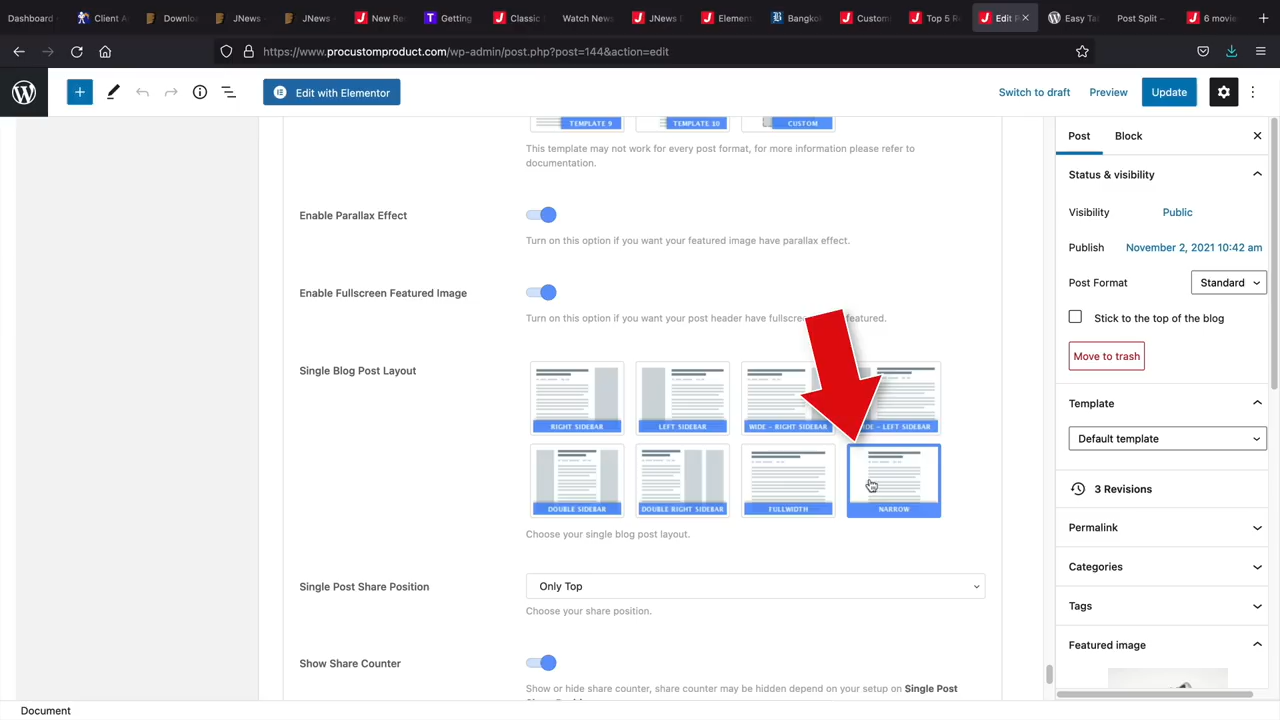 Dashboard
Client A
Downlo
JNews
JNews
New Re
Getting
Classic
Watch New
JNews
Elemen
Bangko
Custom
Top 5 R
Edit P
Easy Ta
Post Split –
6 movie
https://www.procustomproduct.com/wp-admin/post.php?post=144&action=edit
Edit with Elementor
Switch to draft
Preview
Update
TEMPLATE 9
TEMPLATE 10
CUSTOM
This template may not work for every post format, for more information please refer to
documentation.
Enable Parallax Effect
Turn on this option if you want your featured image have parallax effect.
Enable Fullscreen Featured Image
Turn on this option if you want your post header have fullscre featured.
Single Blog Post Layout
RIGHT SIDEBAR
LEFT SIDEBAR
WIDE - RIGHT SIDEBAR
IDE - LEFT SIDEBAR
DOUBLE SIDEBAR
DOUBLE RIGHT SIDEBAR
FULLWIDTH
NARROW
Choose your single blog post layout.
Single Post Share Position
Only Top
Choose your share position.
Show Share Counter
Show or hide share counter, share counter may be hidden depend on your setup on Single Post
Post
Block
Status & visibility
Visibility
Public
Publish
November 2, 2021 10:42 am
Post Format
Standard
Stick to the top of the blog
Move to trash
Template
Default template
3 Revisions
Permalink
Categories
Tags
Featured image
Document